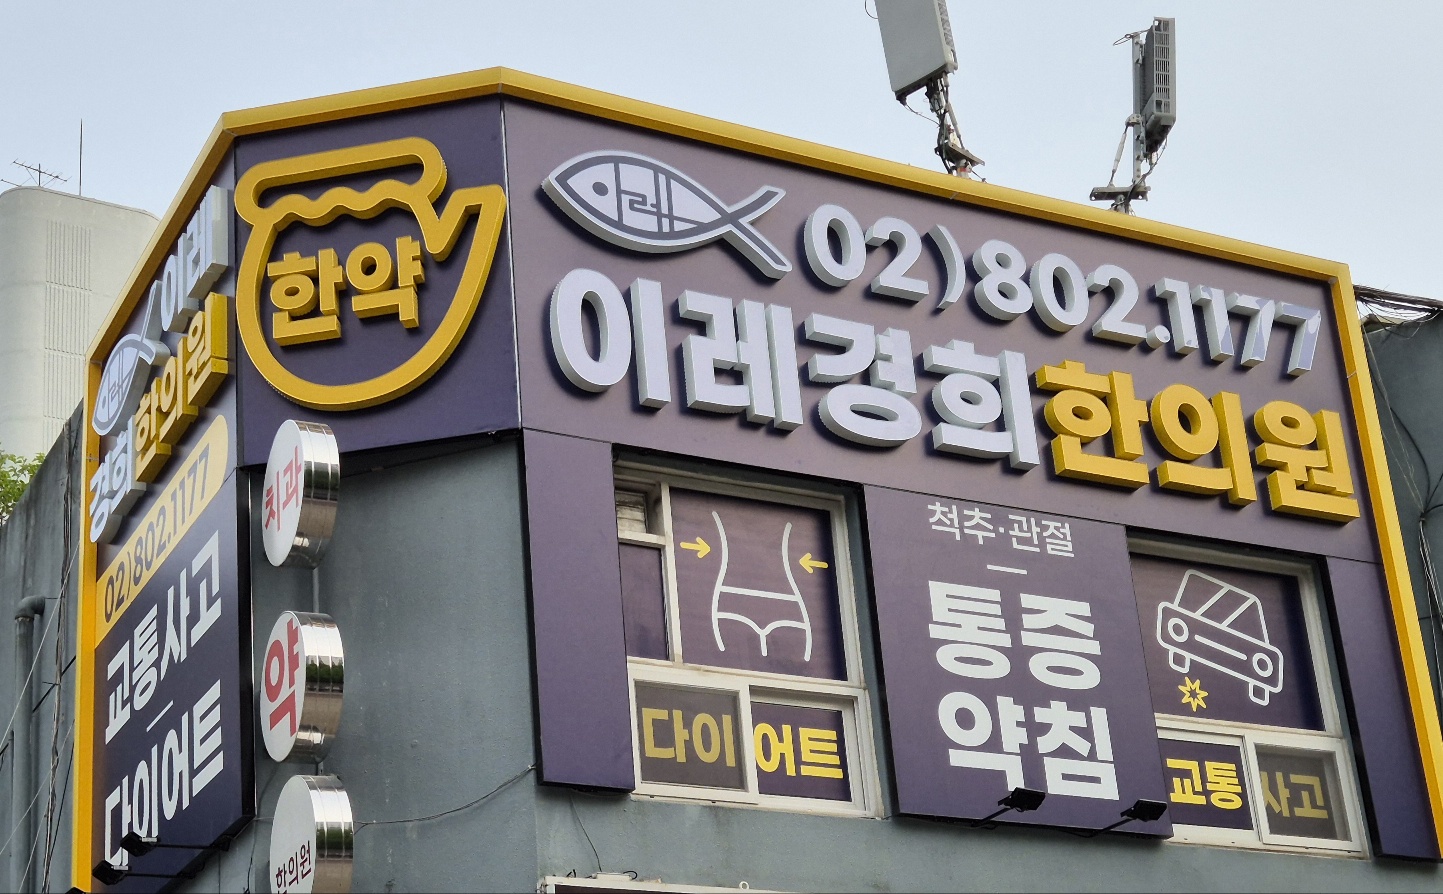 이레
경희한의원
이레
02)802.1177
교통사고
다이어트
한약
치과
약
한의원
이레
02)802.1177
이레경희한의원
다이어트
척추·관절
통증
약침
교통사고